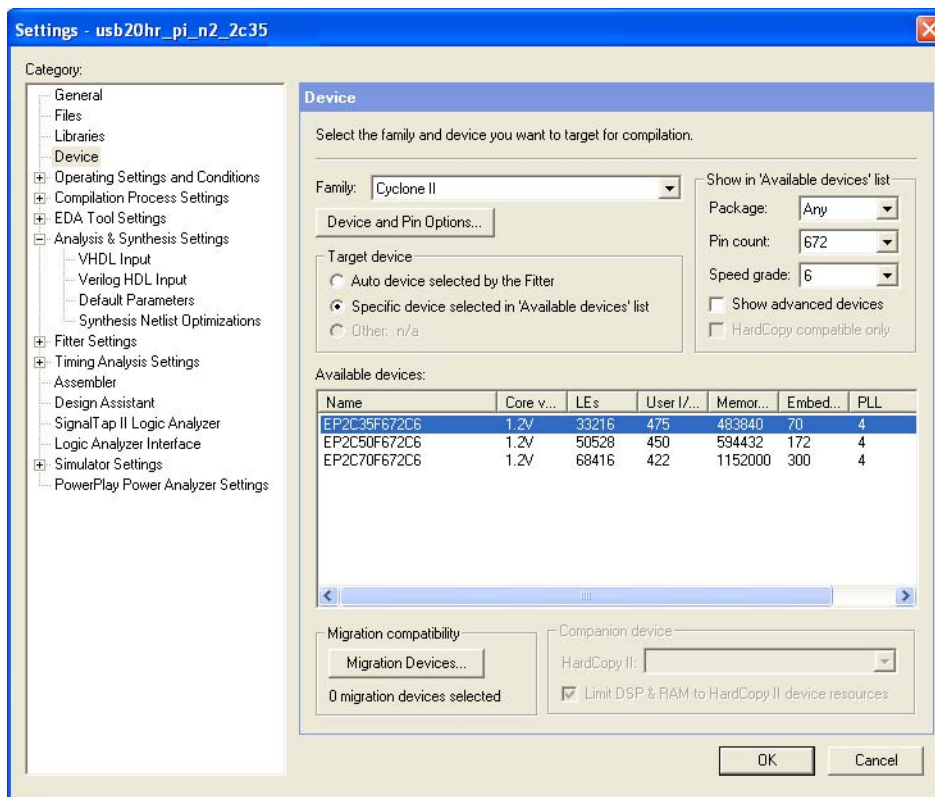 Settings - usb20hr_pi_n2_2c35
Category:
General
Files
Libraries
Device
Operating Settings and Conditions
Compilation Process Settings
EDA Tool Settings
Analysis & Synthesis Settings
VHDL Input
Verilog HDL Input
Default Parameters
Synthesis Netlist Optimizations
Fitter Settings
Timing Analysis Settings
Assembler
Design Assistant
SignalTap II Logic Analyzer
Logic Analyzer Interface
Simulator Settings
PowerPlay Power Analyzer Settings
Device
Select the family and device you want to target for compilation.
Family: Cyclone II
Device and Pin Options...
Target device
Auto device selected by the Fitter
Specific device selected in 'Available devices' list
Other: n/a
Show in 'Available devices' list
Package: Any
Pin count: 672
Speed grade: 6
Show advanced devices
HardCopy compatible only
Available devices:
Name Core v... LEs User I/... Memor... Embed... PLL
EP2C35F672C6 1.2V 33216 475 483840 70 4
EP2C50F672C6 1.2V 50528 450 594432 172 4
EP2C70F672C6 1.2V 68416 422 1152000 300 4
Migration compatibility
Migration Devices...
0 migration devices selected
Companion device
HardCopy II:
Limit DSP & RAM to HardCopy II device resources
OK Cancel